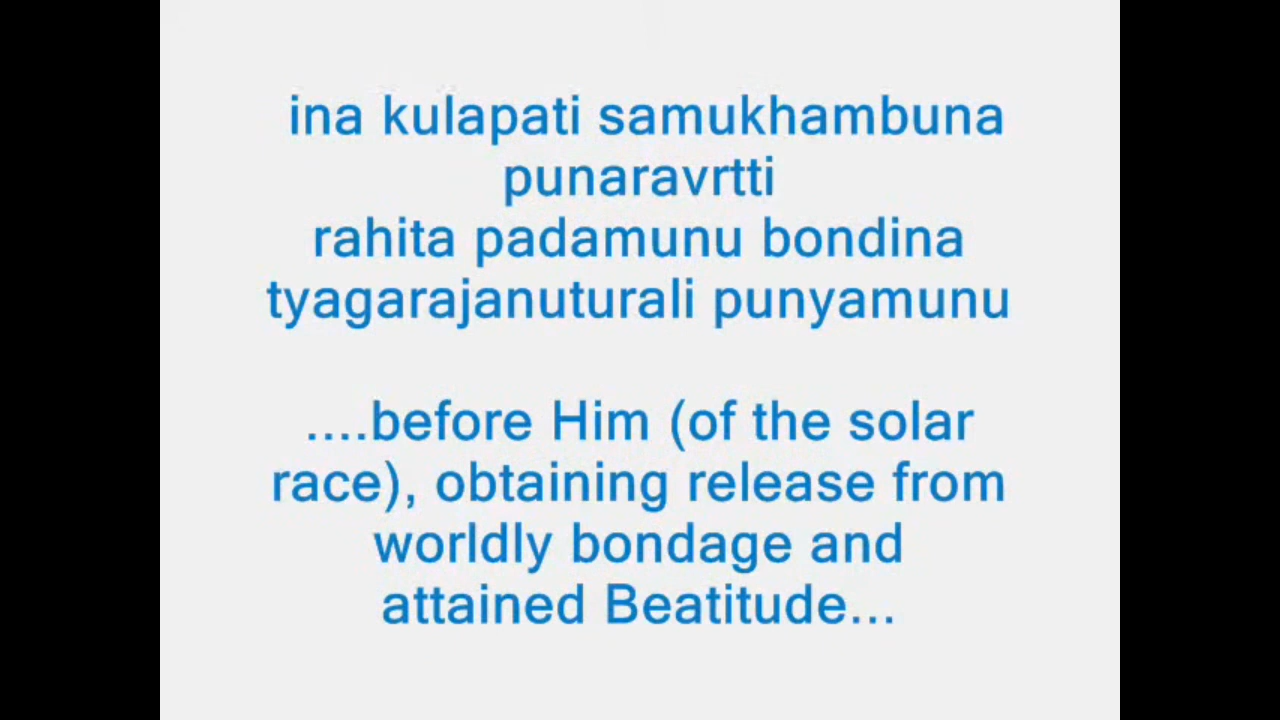 ina kulapati samukhambuna
punaravrtti
rahita padamunu bondina
tyagarajanuturali punyamunu
....before Him (of the solar
race), obtaining release from
worldly bondage and
attained Beatitude...